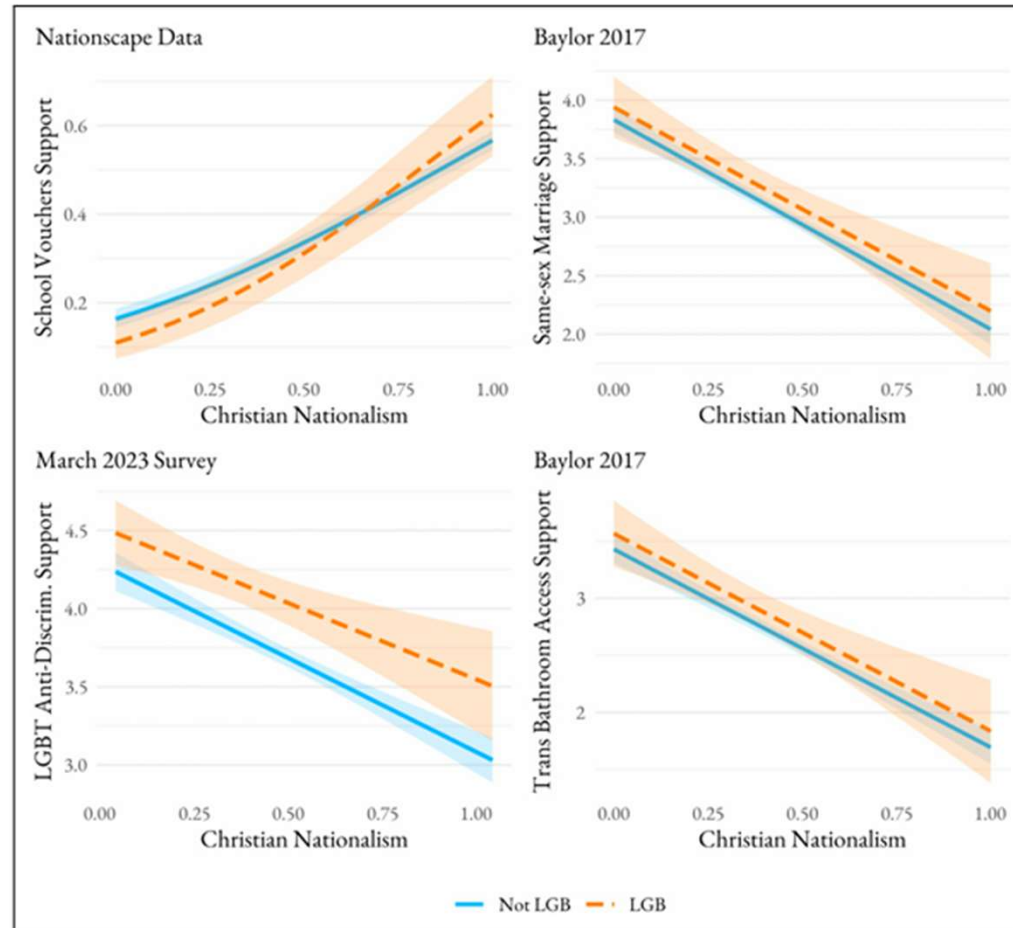 Nationscape Data
School Vouchers Support
0.6
0.4
0.2
0.00 0.25 0.50 0.75 1.00
Christian Nationalism
Baylor 2017
Same-sex Marriage Support
4.0
3.5
3.0
2.5
2.0
0.00 0.25 0.50 0.75 1.00
Christian Nationalism
March 2023 Survey
LGBT Anti-Discrim. Support
4.5
4.0
3.5
3.0
0.00 0.25 0.50 0.75 1.00
Christian Nationalism
Baylor 2017
Trans Bathroom Access Support
3
2
0.00 0.25 0.50 0.75 1.00
Christian Nationalism
Not LGB LGB